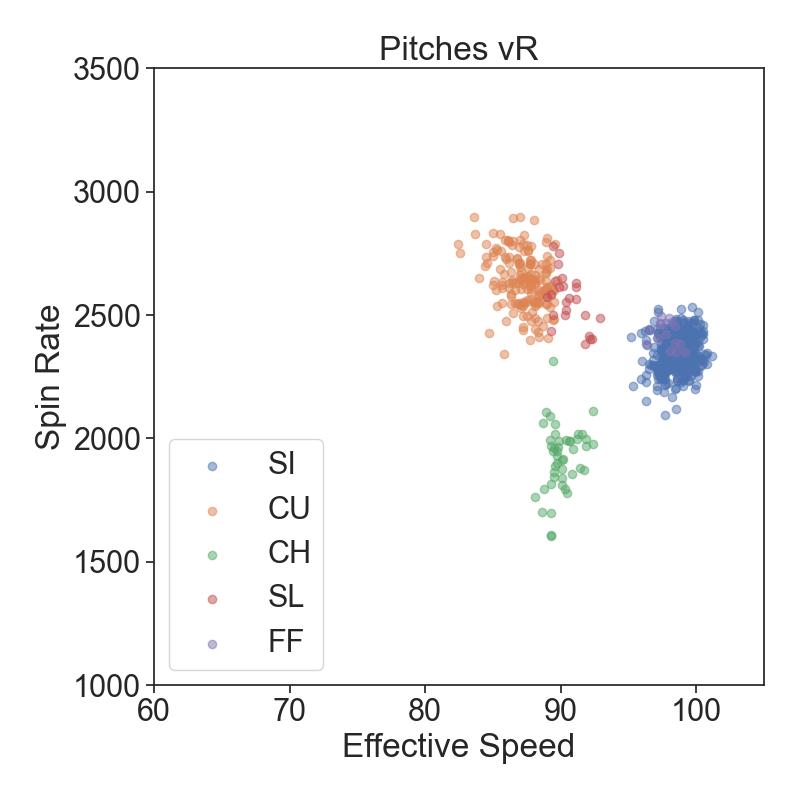 Pitches vR
3500
3000
2500
2000
1500
1000
Spin Rate
SI
CU
CH
SL
FF
60 70 80 90 100
Effective Speed